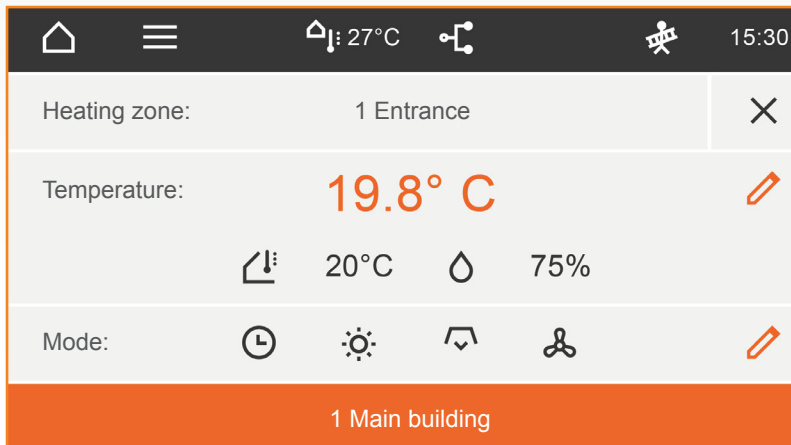 27°C 15:30
Heating zone: 1 Entrance
Temperature: 19.8° C
20°C 75%
Mode:
1 Main building